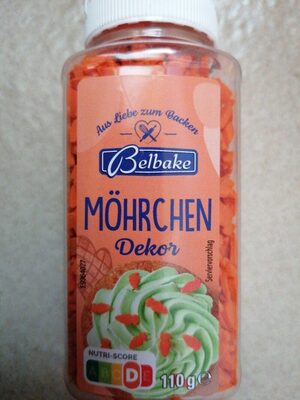 Aus Liebe zum Backen
Belbake
MÖHRCHEN
Dekor
Serviervorschlag
NUTRI-SCORE
A B C D E
110 g e